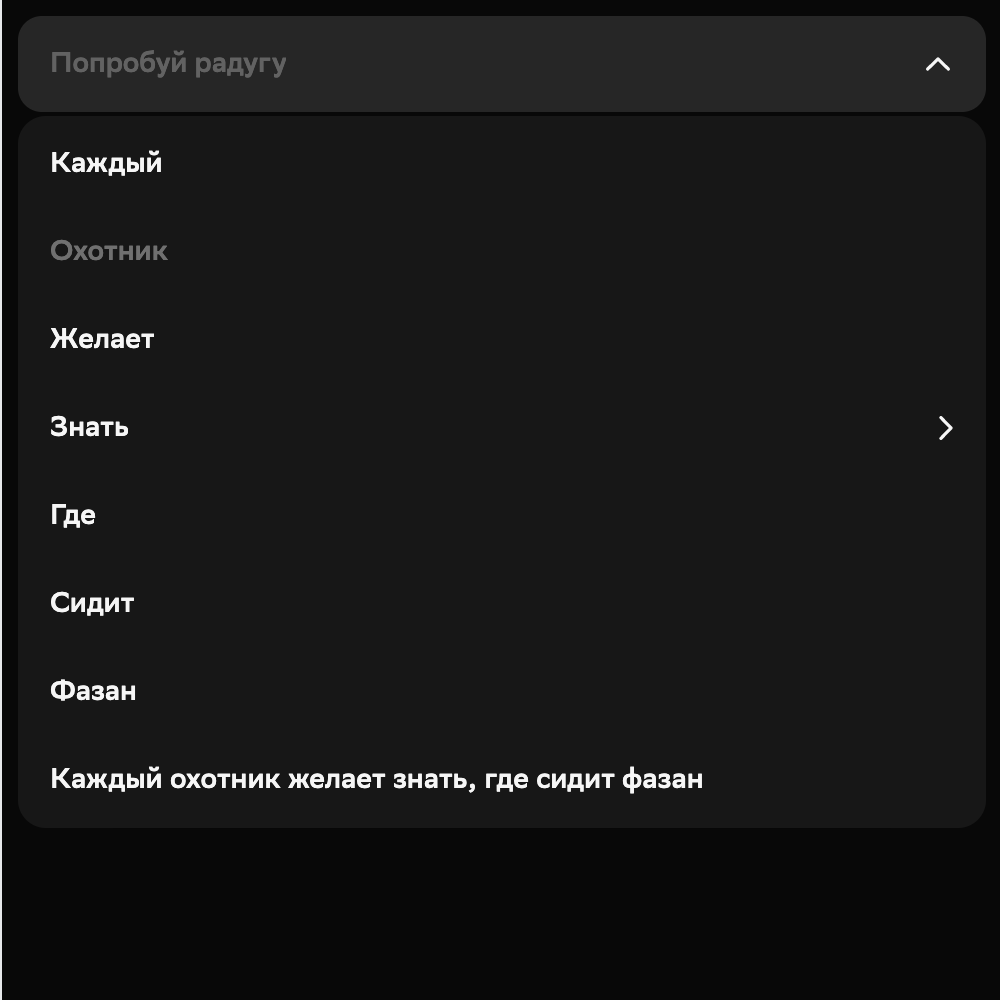 Попробуй радугу
Каждый
Охотник
Желает
Знать
Где
Сидит
Фазан
Каждый охотник желает знать, где сидит фазан